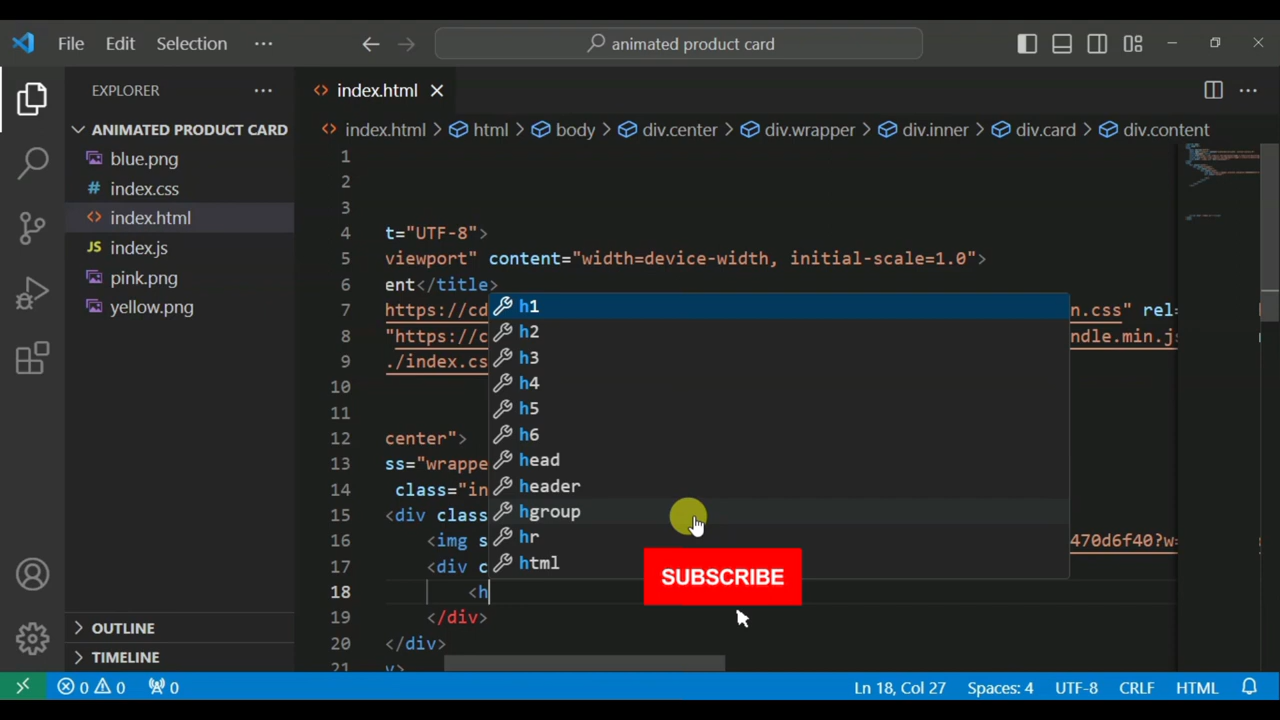 File Edit Selection ··· animated product card
EXPLORER ··· index.html
ANIMATED PRODUCT CARD
blue.png
# index.css
<> index.html
JS index.js
pink.png
yellow.png
OUTLINE
TIMELINE
<> index.html > html > body > div.center > div.wrapper > div.inner > div.card > div.content
1
2
3
4 t="UTF-8">
5 viewport" content="width=device-width, initial-scale=1.0">
6 ent</title>
7 https://cd n.css" rel=
8 "https://c ndle.min.js
9 ./index.cs
10
11
12 center">
13 ss="wrappe
14 class="in
15 <div class
16 <img s 470d6f40?w=
17 <div c
18 <h
19 </div>
20 </div>
21 v>
h1
h2
h3
h4
h5
h6
head
header
hgroup
hr
html
SUBSCRIBE
0 0 0 Ln 18, Col 27 Spaces: 4 UTF-8 CRLF HTML